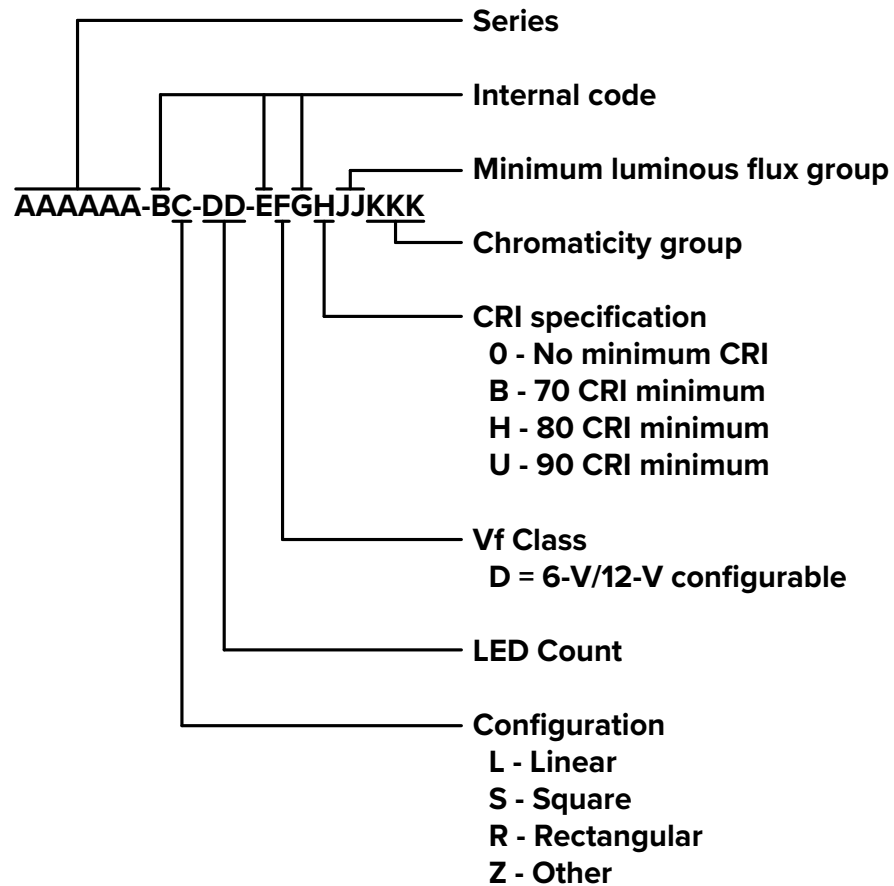 Series
Internal code
Minimum luminous flux group
AAAAAA-BC-DD-EFGHJJKKK
Chromaticity group
CRI specification
0 - No minimum CRI
B - 70 CRI minimum
H - 80 CRI minimum
U - 90 CRI minimum
Vf Class
D = 6-V/12-V configurable
LED Count
Configuration
L - Linear
S - Square
R - Rectangular
Z - Other